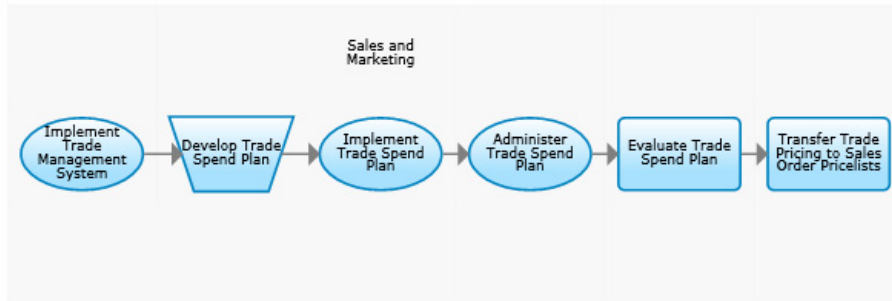 Sales and
Marketing
Implement
Trade
Management
System
Develop Trade
Spend Plan
Implement
Trade Spend
Plan
Administer
Trade Spend
Plan
Evaluate Trade
Spend Plan
Transfer Trade
Pricing to Sales
Order Pricelists